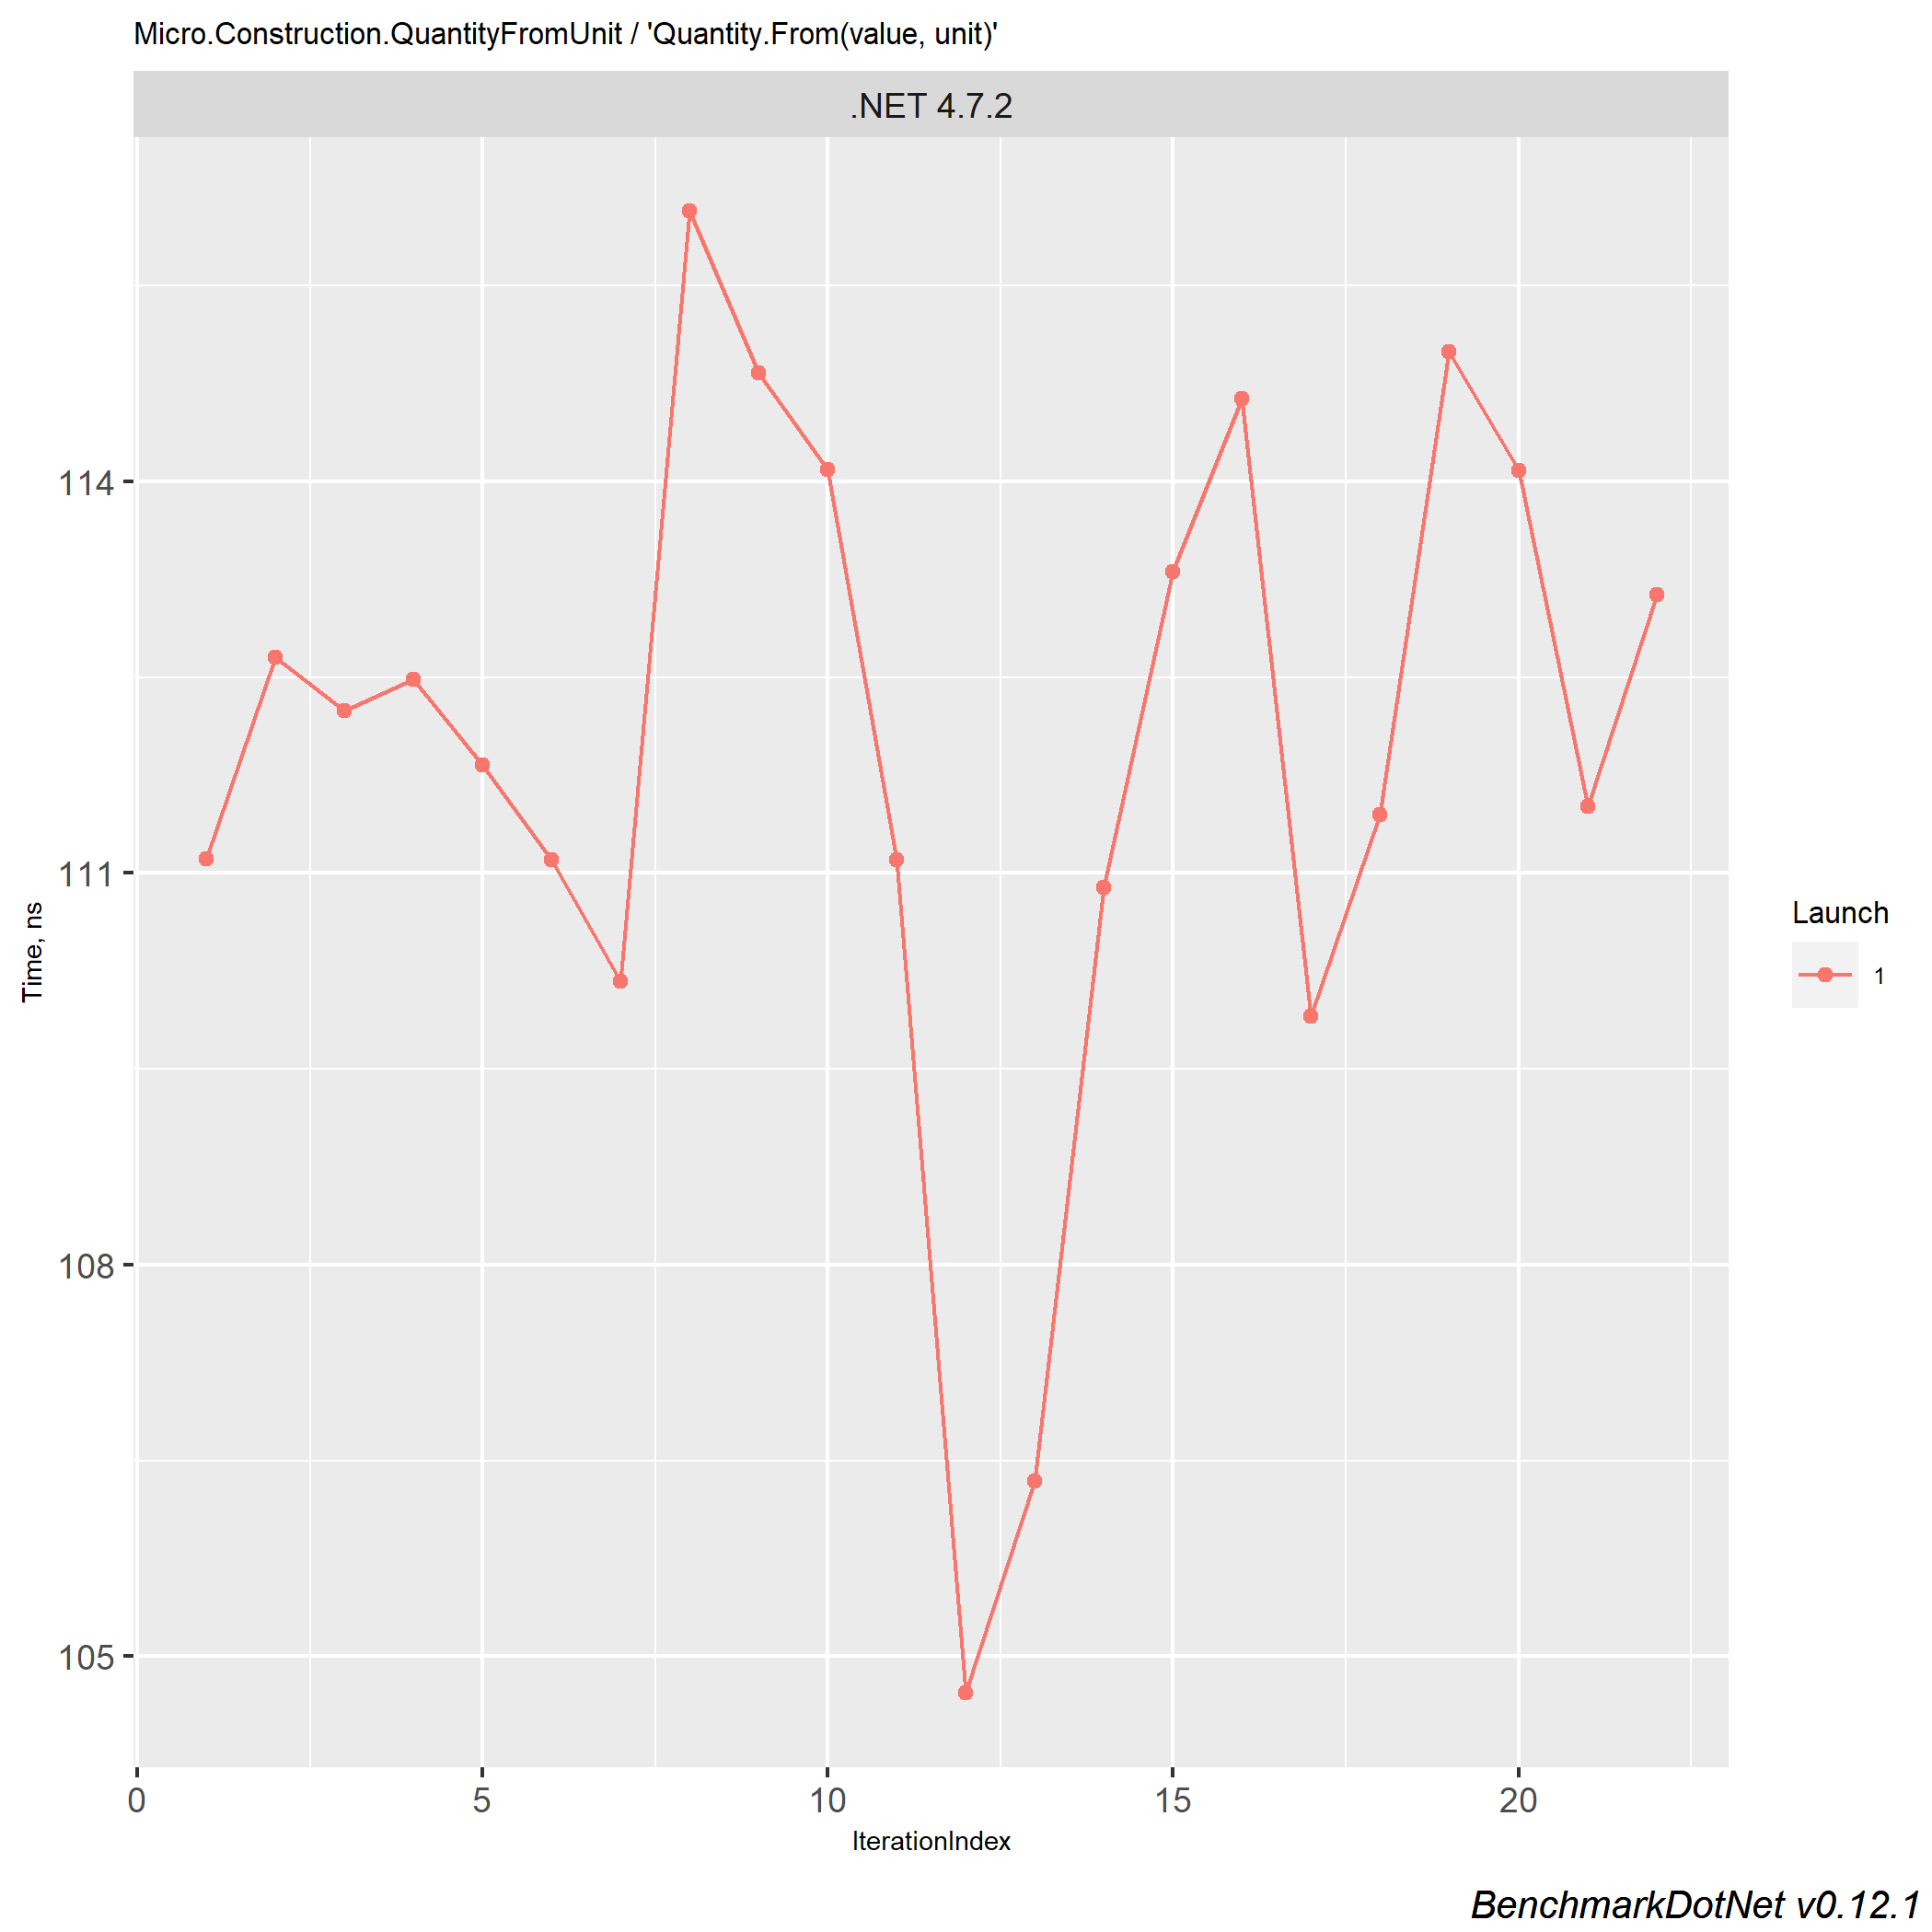 Micro.Construction.QuantityFromUnit / 'Quantity.From(value, unit)'
.NET 4.7.2
114
111
108
105
Time, ns
0 5 10 15 20
IterationIndex
Launch
1
BenchmarkDotNet v0.12.1